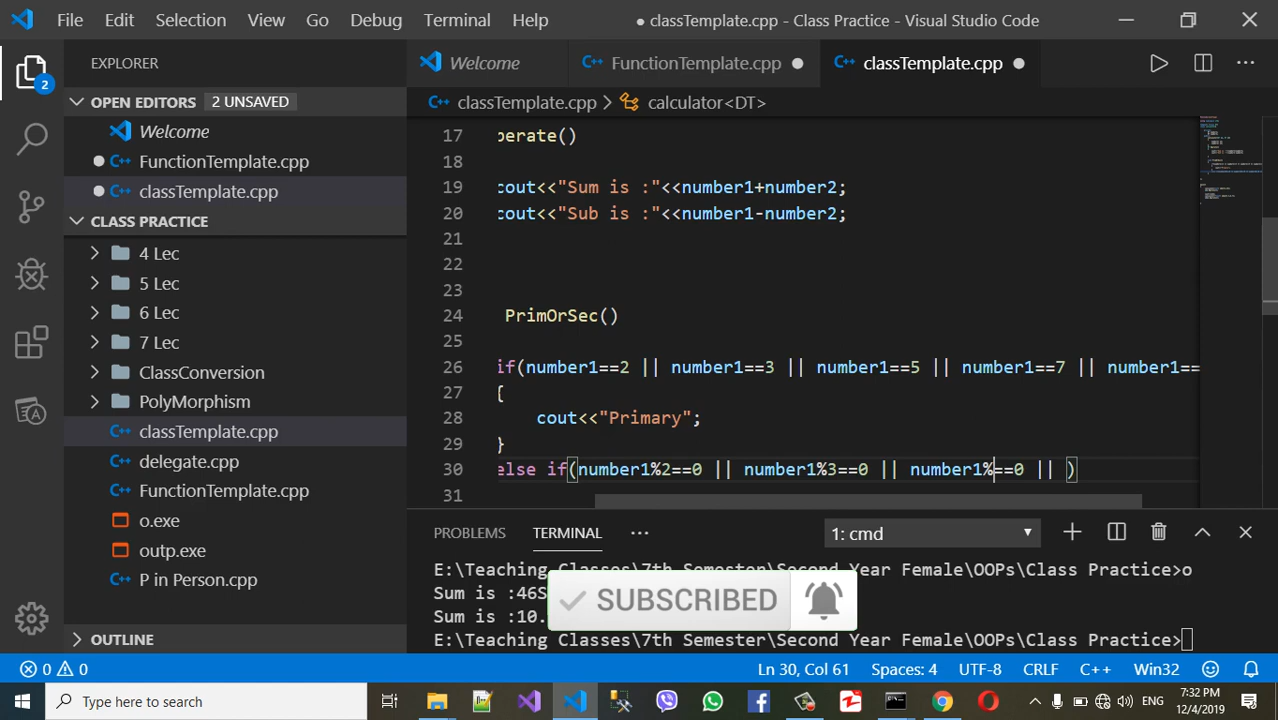 File Edit Selection View Go Debug Terminal Help ● classTemplate.cpp - Class Practice - Visual Studio Code
EXPLORER
OPEN EDITORS 2 UNSAVED
Welcome
FunctionTemplate.cpp
classTemplate.cpp
CLASS PRACTICE
4 Lec
5 Lec
6 Lec
7 Lec
ClassConversion
PolyMorphism
classTemplate.cpp
delegate.cpp
FunctionTemplate.cpp
o.exe
outp.exe
P in Person.cpp
OUTLINE
2
Welcome FunctionTemplate.cpp ● classTemplate.cpp ●
classTemplate.cpp > calculator<DT>
17 perate()
18
19 cout<<"Sum is :"<<number1+number2;
20 cout<<"Sub is :"<<number1-number2;
21
22
23
24 PrimOrSec()
25
26 if(number1==2 || number1==3 || number1==5 || number1==7 || number1==
27 {
28 cout<<"Primary";
29 }
30 else if(number1%2==0 || number1%3==0 || number1%==0 || )
31
PROBLEMS TERMINAL ··· 1: cmd
E:\Teaching Classes\7th Semester\Second Year Female\OOPs\Class Practice>o
Sum is :46S
Sum is :10.
E:\Teaching Classes\7th Semester\Second Year Female\OOPs\Class Practice>
SUBSCRIBED
0 0 Ln 30, Col 61 Spaces: 4 UTF-8 CRLF C++ Win32
Type here to search ENG 7:32 PM
12/4/2019